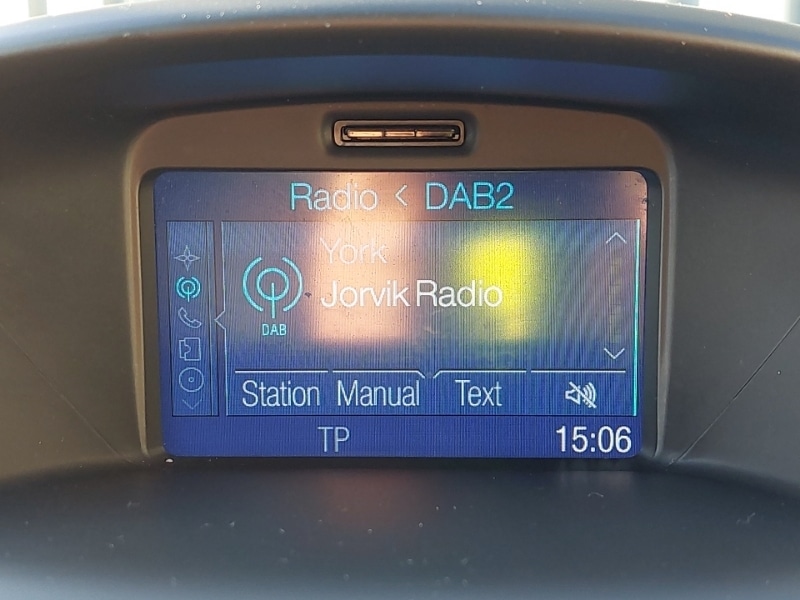 Radio < DAB2
York
Jorvik Radio
DAB
Station Manual Text
TP 15:06